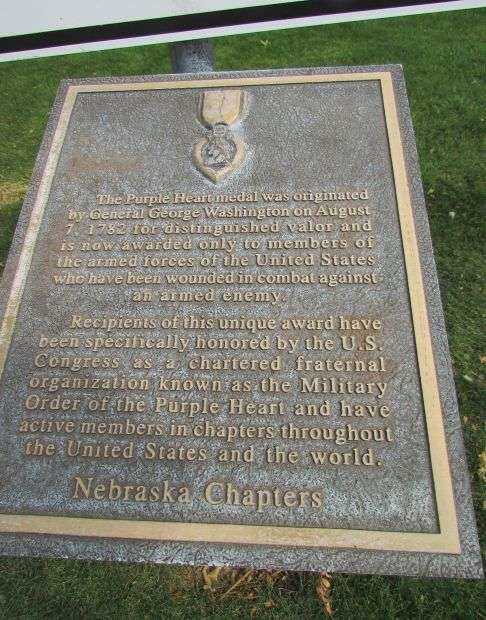 The Purple Heart medal was originated
by General George Washington on August
7, 1782 for distinguished valor and
is now awarded only to members of
the armed forces of the United States
who have been wounded in combat against
an armed enemy.
Recipients of this unique award have
been specifically honored by the U.S.
Congress as a chartered fraternal
organization known as the Military
Order of the Purple Heart and have
active members in chapters throughout
the United States and the world.
Nebraska Chapters